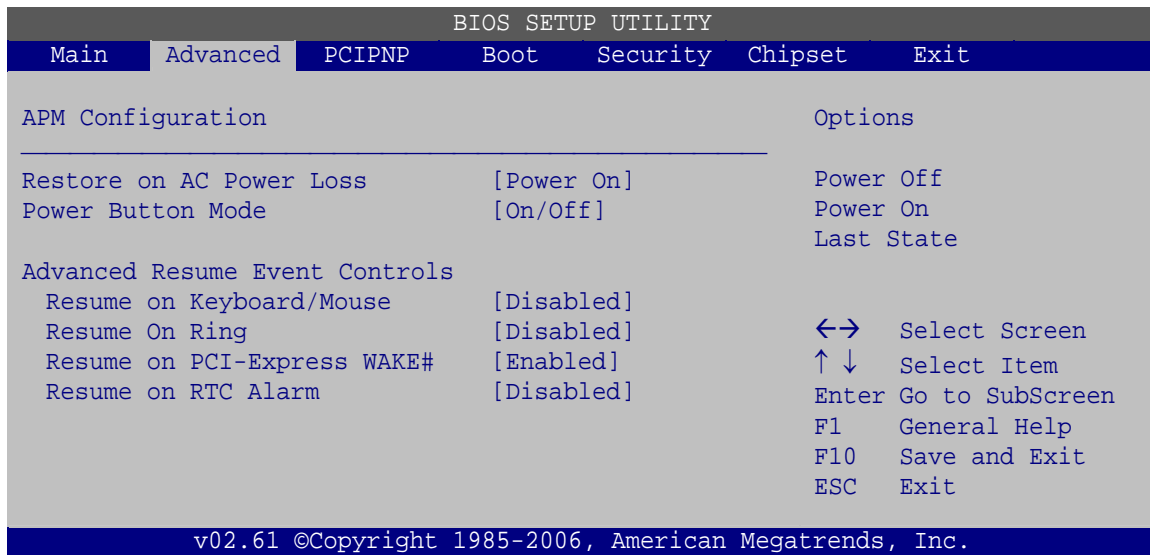 BIOS SETUP UTILITY
Main Advanced PCIPNP Boot Security Chipset Exit
APM Configuration
Restore on AC Power Loss [Power On]
Power Button Mode [On/Off]
Advanced Resume Event Controls
Resume on Keyboard/Mouse [Disabled]
Resume On Ring [Disabled]
Resume on PCI-Express WAKE# [Enabled]
Resume on RTC Alarm [Disabled]
Options
Power Off
Power On
Last State
←→ Select Screen
↑ ↓ Select Item
Enter Go to SubScreen
F1 General Help
F10 Save and Exit
ESC Exit
v02.61 ©Copyright 1985-2006, American Megatrends, Inc.